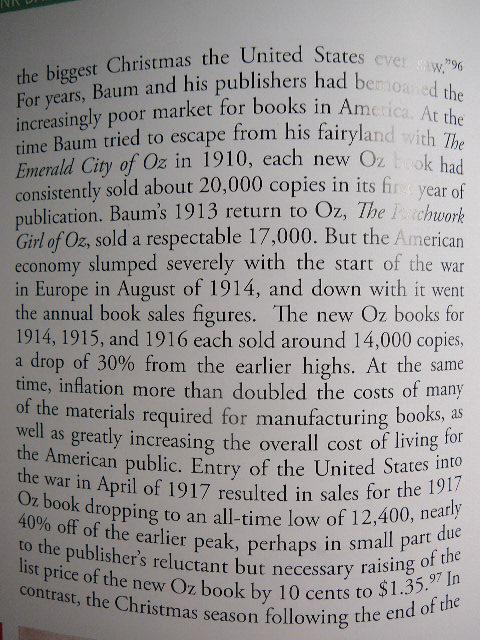 the biggest Christmas the United States ever saw."96
For years, Baum and his publishers had bemoaned the
increasingly poor market for books in America. At the
time Baum tried to escape from his fairyland with The
Emerald City of Oz in 1910, each new Oz book had
consistently sold about 20,000 copies in its first year of
publication. Baum's 1913 return to Oz, The Patchwork
Girl of Oz, sold a respectable 17,000. But the American
economy slumped severely with the start of the war
in Europe in August of 1914, and down with it went
the annual book sales figures. The new Oz books for
1914, 1915, and 1916 each sold around 14,000 copies,
a drop of 30% from the earlier highs. At the same
time, inflation more than doubled the costs of many
of the materials required for manufacturing books, as
well as greatly increasing the overall cost of living for
the American public. Entry of the United States into
the war in April of 1917 resulted in sales for the 1917
Oz book dropping to an all-time low of 12,400, nearly
40% off of the earlier peak, perhaps in small part due
to the publisher's reluctant but necessary raising of the
list price of the new Oz book by 10 cents to $1.35.97 In
contrast, the Christmas season following the end of the